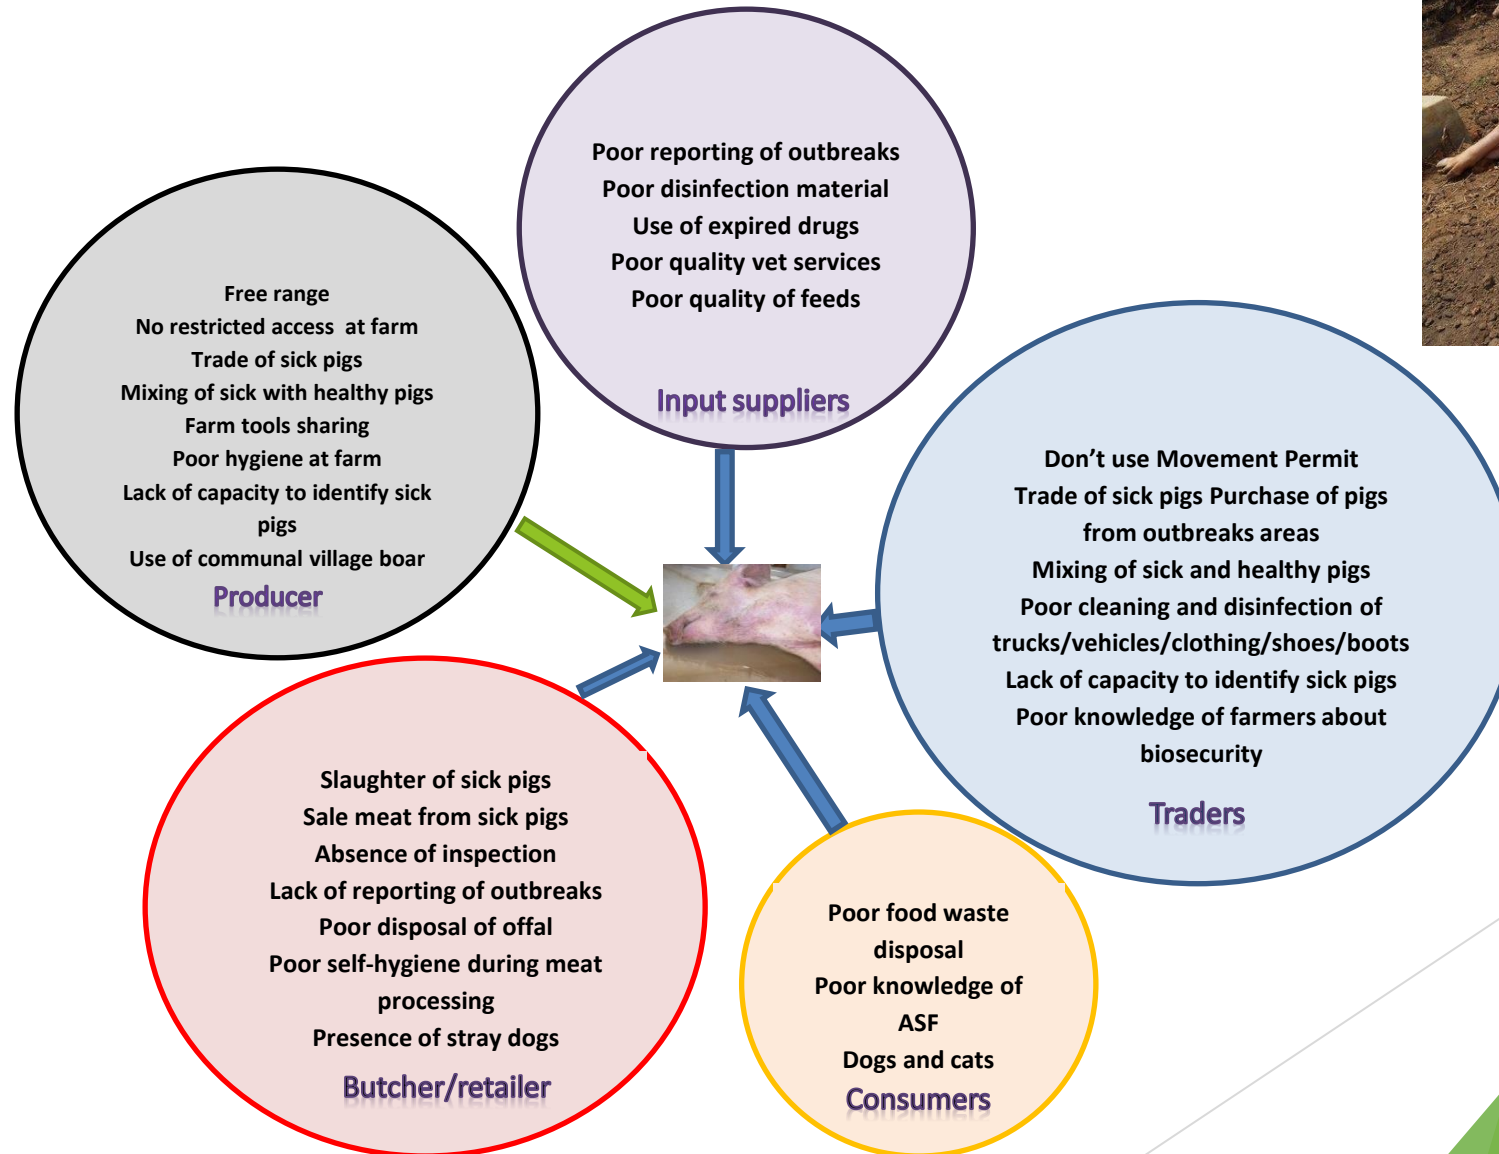 Poor reporting of outbreaks
Poor disinfection material
Use of expired drugs
Poor quality vet services
Poor quality of feeds
Input suppliers
Free range
No restricted access at farm
Trade of sick pigs
Mixing of sick with healthy pigs
Farm tools sharing
Poor hygiene at farm
Lack of capacity to identify sick
pigs
Use of communal village boar
Producer
Don’t use Movement Permit
Trade of sick pigs Purchase of pigs
from outbreaks areas
Mixing of sick and healthy pigs
Poor cleaning and disinfection of
trucks/vehicles/clothing/shoes/boots
Lack of capacity to identify sick pigs
Poor knowledge of farmers about
biosecurity
Traders
Slaughter of sick pigs
Sale meat from sick pigs
Absence of inspection
Lack of reporting of outbreaks
Poor disposal of offal
Poor self-hygiene during meat
processing
Presence of stray dogs
Butcher/retailer
Poor food waste
disposal
Poor knowledge of
ASF
Dogs and cats
Consumers